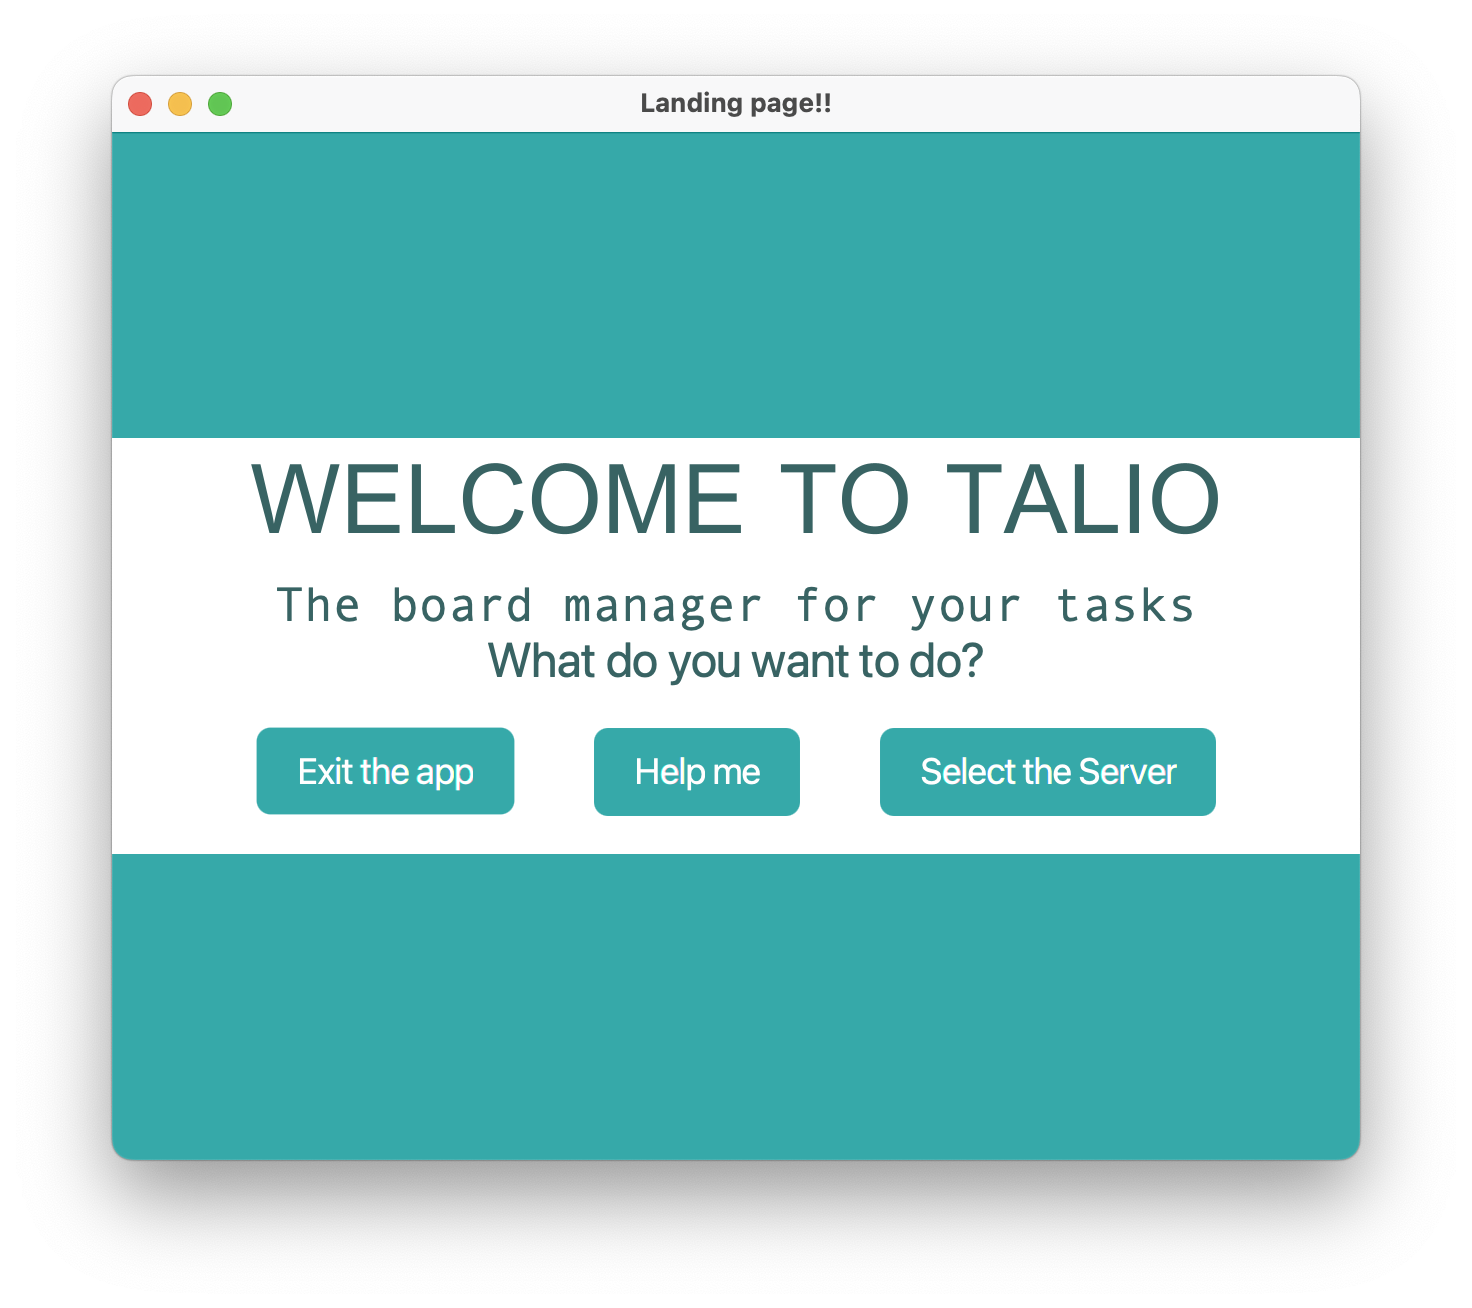 Landing page!!
WELCOME TO TALIO
The board manager for your tasks
What do you want to do?
Exit the app
Help me
Select the Server